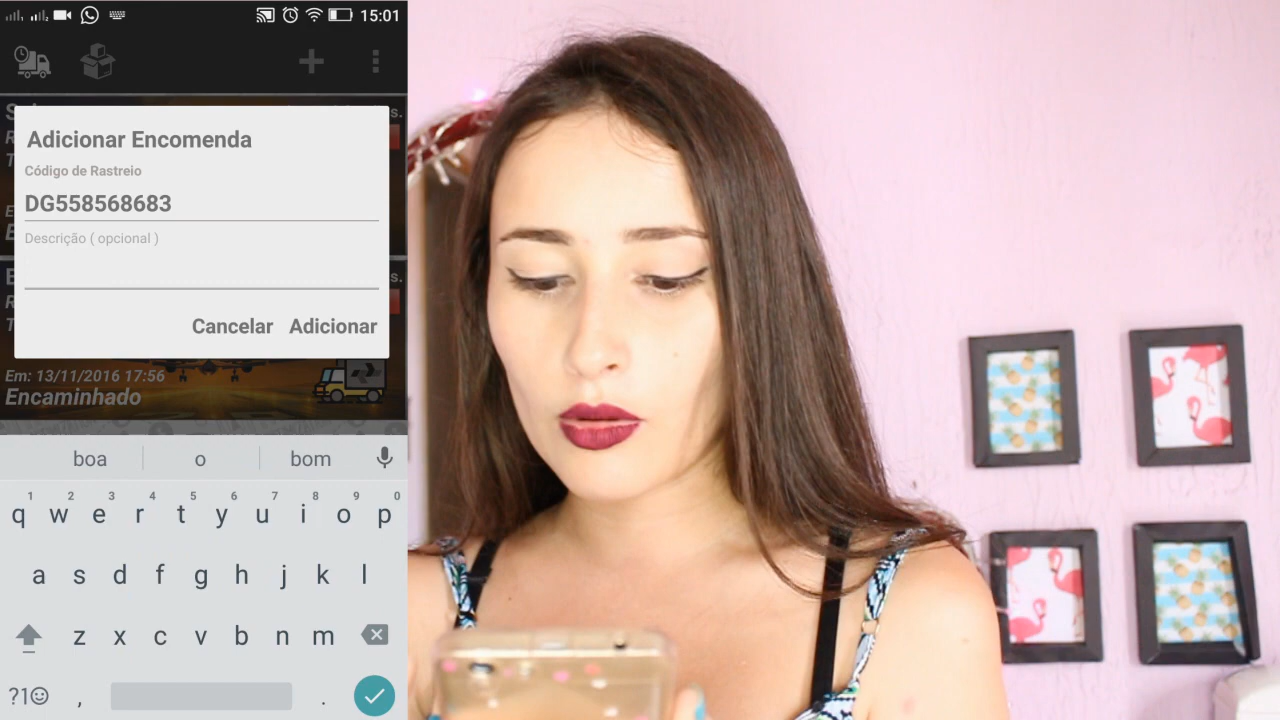 15:01
s.
Adicionar Encomenda
Código de Rastreio
DG558568683
Descrição ( opcional )
s.
Cancelar Adicionar
Em: 13/11/2016 17:56
Encaminhado
boa o bom
1 2 3 4 5 6 7 8 9 0
q w e r t y u i o p
a s d f g h j k l
z x c v b n m
?1☺ , .